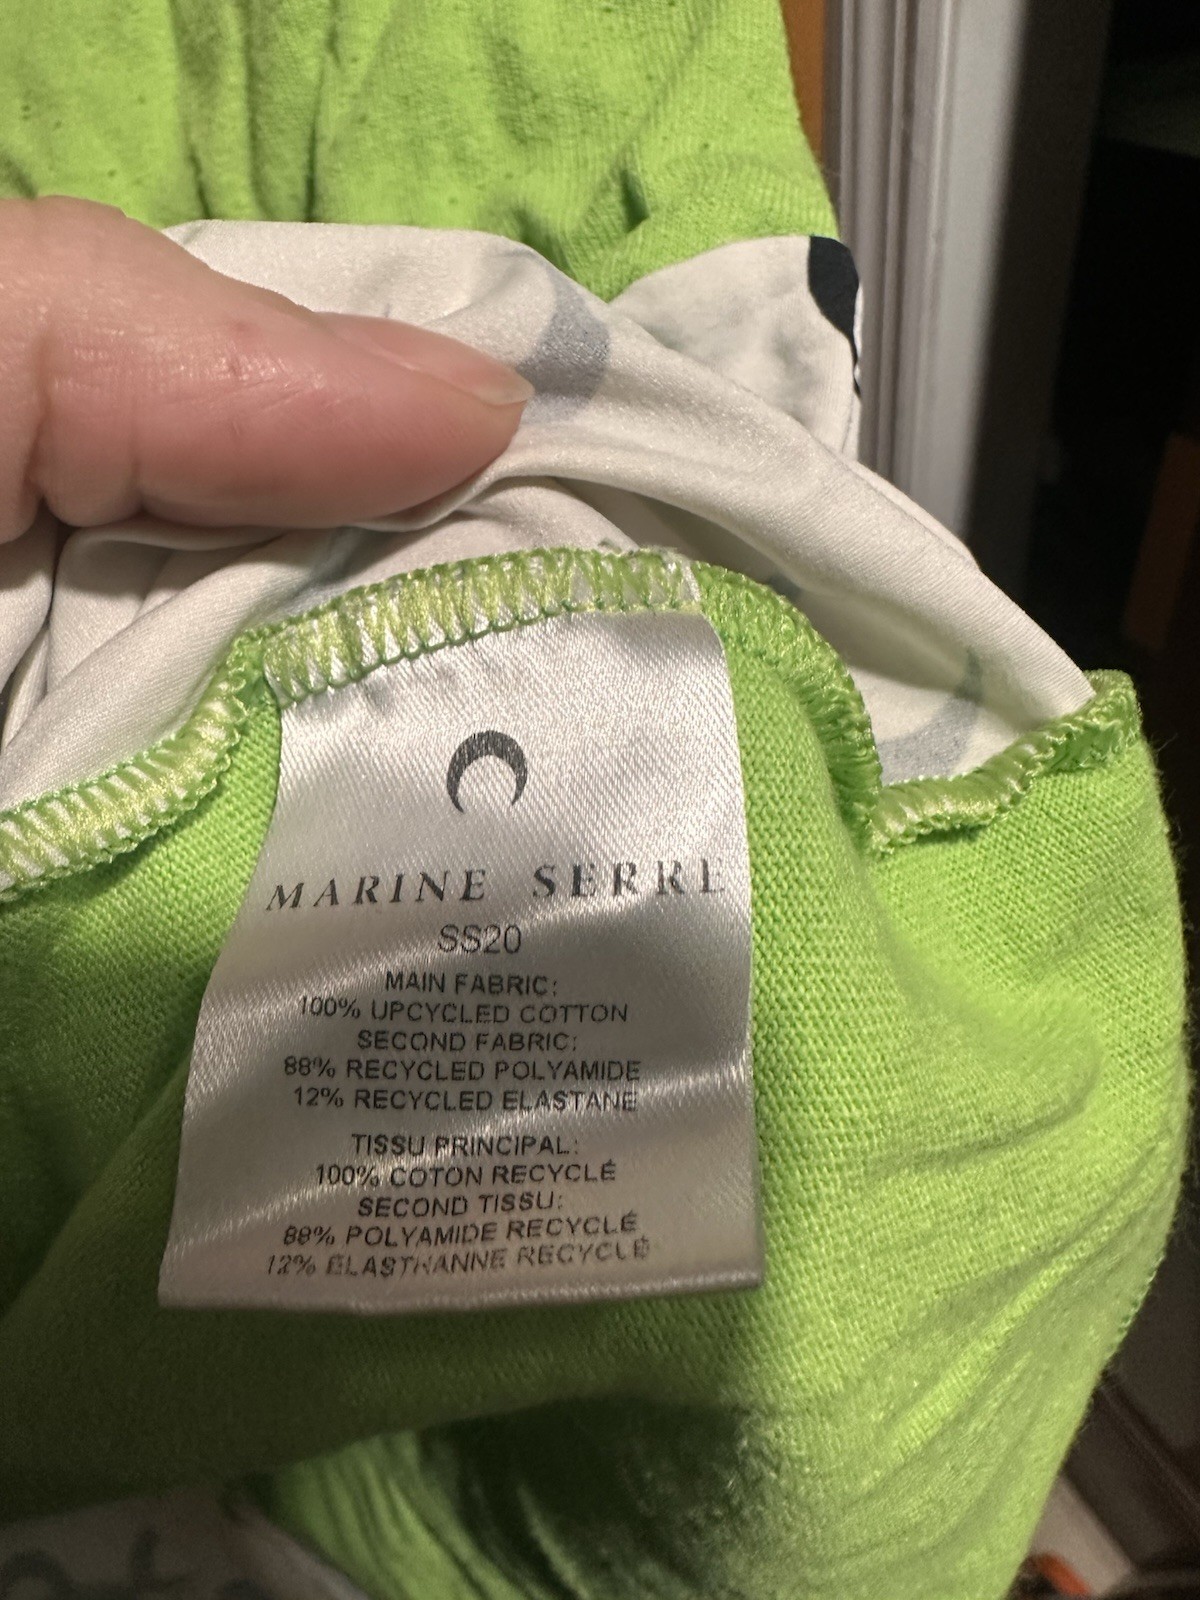 MARINE SERRE
SS20
MAIN FABRIC:
100% UPCYCLED COTTON
SECOND FABRIC:
88% RECYCLED POLYAMIDE
12% RECYCLED ELASTANE
TISSU PRINCIPAL:
100% COTON RECYCLÉ
SECOND TISSU:
88% POLYAMIDE RECYCLÉ
12% ÉLASTHANNE RECYCLÉ